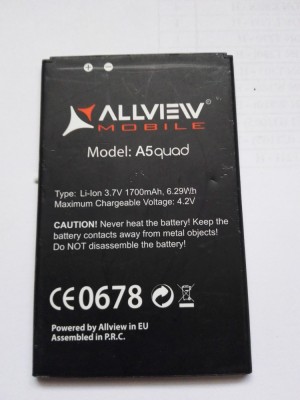 ALLVIEW®
MOBILE
Model: A5quad
Type: Li-Ion 3.7V 1700mAh, 6.29Wh
Maximum Chargeable Voltage: 4.2V
CAUTION! Never heat the battery! Keep the
battery contacts away from metal objects!
Do NOT disassemble the battery!
CE0678
Powered by Allview in EU
Assembled in P.R.C.